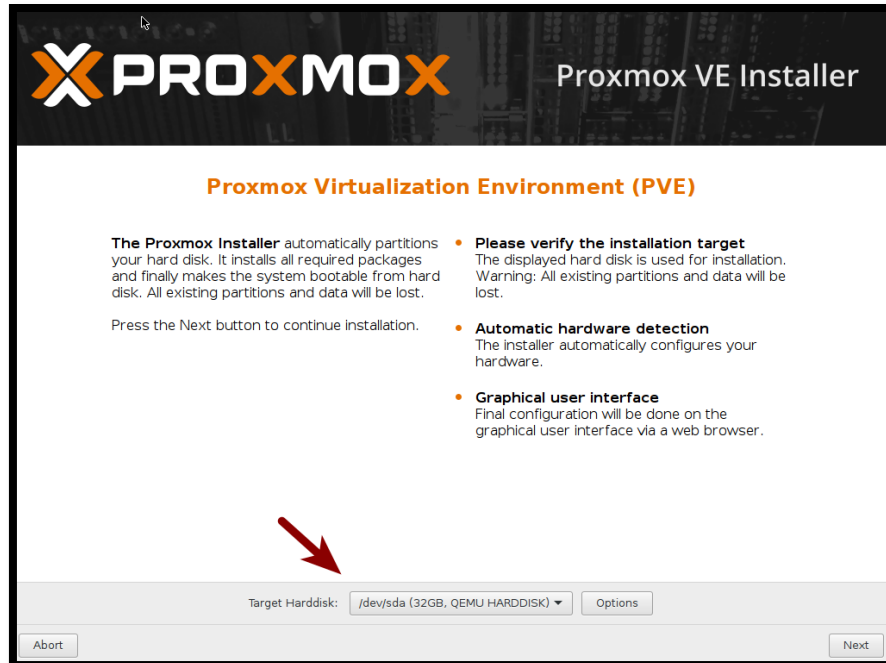 PROXMOX
Proxmox VE Installer
Proxmox Virtualization Environment (PVE)
The Proxmox Installer automatically partitions
your hard disk. It installs all required packages
and finally makes the system bootable from hard
disk. All existing partitions and data will be lost.
Press the Next button to continue installation.
Please verify the installation target
The displayed hard disk is used for installation.
Warning: All existing partitions and data will be
lost.
Automatic hardware detection
The installer automatically configures your
hardware.
Graphical user interface
Final configuration will be done on the
graphical user interface via a web browser.
Target Harddisk: /dev/sda (32GB, QEMU HARDDISK) Options
Abort Next